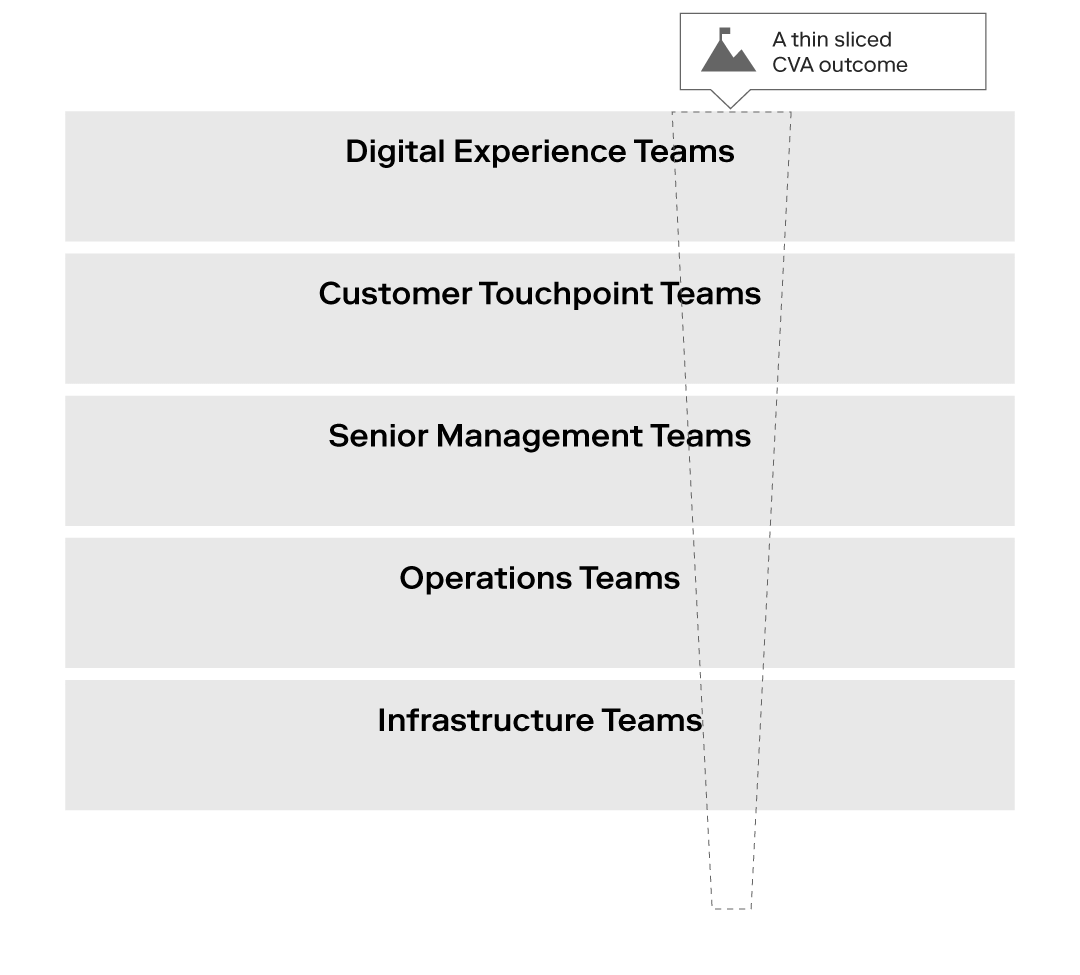 A thin sliced
CVA outcome
Digital Experience Teams
Customer Touchpoint Teams
Senior Management Teams
Operations Teams
Infrastructure Teams